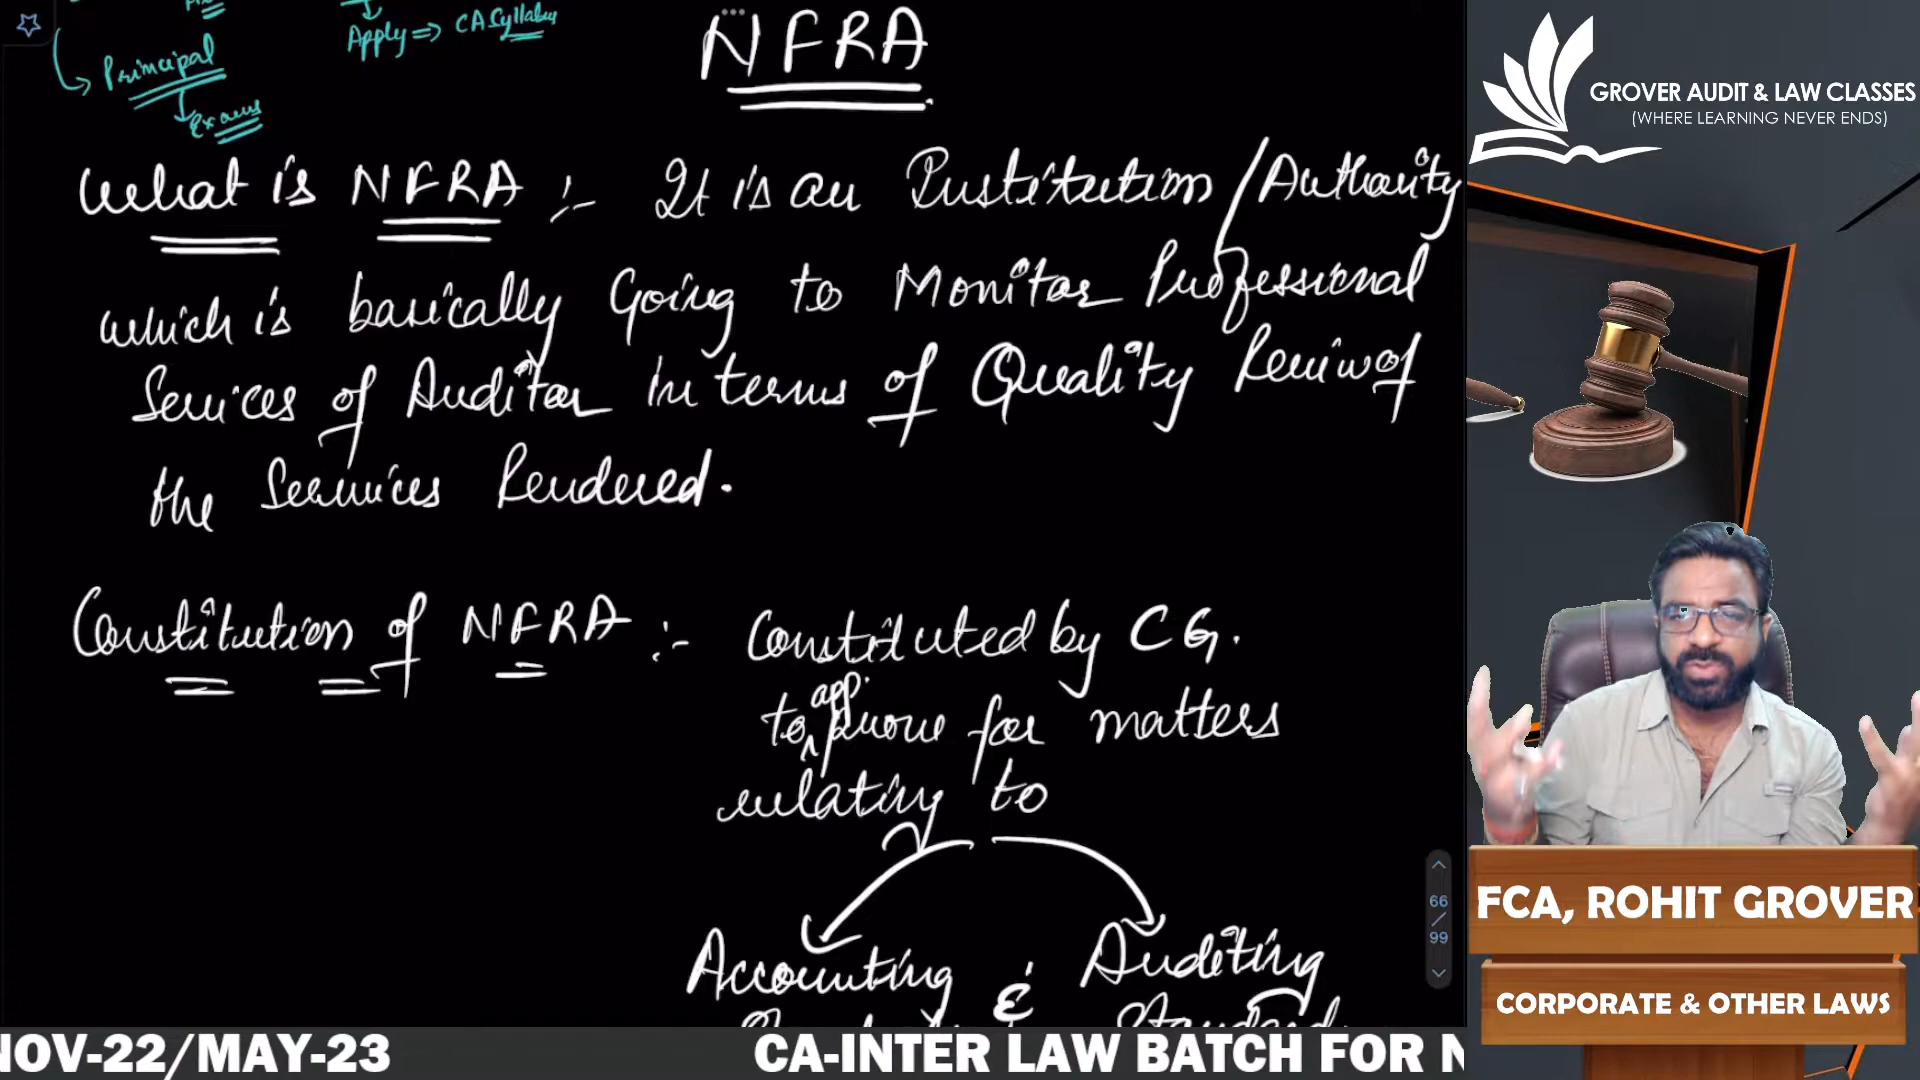 Apply ⇒ CA Syllabus
Principal
Exams
NFRA
What is NFRA :- It is an Institution/Authority
which is basically Going to Monitor Professional
Services of Auditor in terms of Quality Review of
the Services Rendered.
Constitution of NFRA :- Constituted by CG.
to approve for matters
relating to
Accounting & Auditing
Standards
66
99
GROVER AUDIT & LAW CLASSES
(WHERE LEARNING NEVER ENDS)
FCA, ROHIT GROVER
CORPORATE & OTHER LAWS
NOV-22/MAY-23 CA-INTER LAW BATCH FOR N